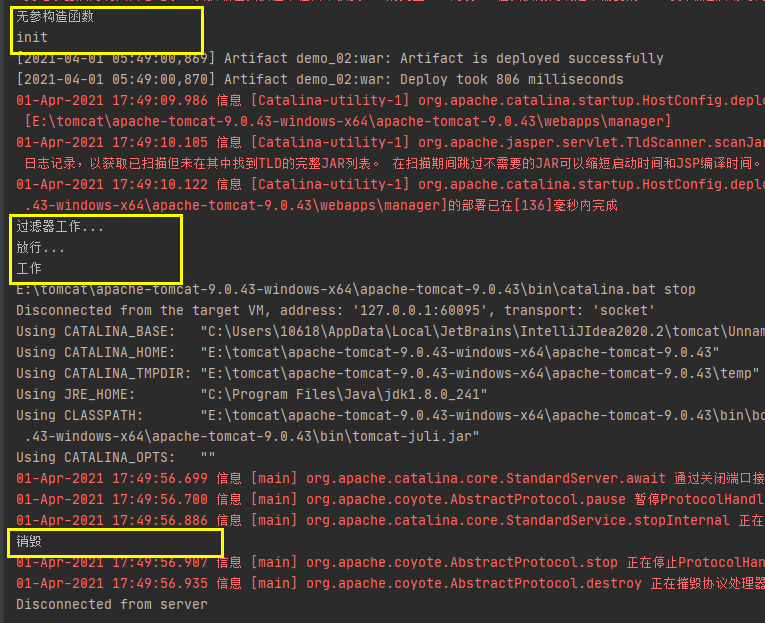 无参构造函数
init
[2021-04-01 05:49:00,869] Artifact demo_02:war: Artifact is deployed successfully
[2021-04-01 05:49:00,870] Artifact demo_02:war: Deploy took 806 milliseconds
01-Apr-2021 17:49:09.986 信息 [Catalina-utility-1] org.apache.catalina.startup.HostConfig.deplo
[E:\tomcat\apache-tomcat-9.0.43-windows-x64\apache-tomcat-9.0.43\webapps\manager]
01-Apr-2021 17:49:10.105 信息 [Catalina-utility-1] org.apache.jasper.servlet.TldScanner.scanJar
日志记录，以获取已扫描但未在其中找到TLD的完整JAR列表。 在扫描期间跳过不需要的JAR可以缩短启动时间和JSP编译时间。
01-Apr-2021 17:49:10.122 信息 [Catalina-utility-1] org.apache.catalina.startup.HostConfig.deplo
.43-windows-x64\apache-tomcat-9.0.43\webapps\manager]的部署已在[136]毫秒内完成
过滤器工作...
放行...
工作
E:\tomcat\apache-tomcat-9.0.43-windows-x64\apache-tomcat-9.0.43\bin\catalina.bat stop
Disconnected from the target VM, address: '127.0.0.1:60095', transport: 'socket'
Using CATALINA_BASE:   "C:\Users\10618\AppData\Local\JetBrains\IntelliJIdea2020.2\tomcat\Unnam
Using CATALINA_HOME:   "E:\tomcat\apache-tomcat-9.0.43-windows-x64\apache-tomcat-9.0.43"
Using CATALINA_TMPDIR: "E:\tomcat\apache-tomcat-9.0.43-windows-x64\apache-tomcat-9.0.43\temp"
Using JRE_HOME:        "C:\Program Files\Java\jdk1.8.0_241"
Using CLASSPATH:       "E:\tomcat\apache-tomcat-9.0.43-windows-x64\apache-tomcat-9.0.43\bin\bo
.43-windows-x64\apache-tomcat-9.0.43\bin\tomcat-juli.jar"
Using CATALINA_OPTS:   ""
01-Apr-2021 17:49:56.699 信息 [main] org.apache.catalina.core.StandardServer.await 通过关闭端口接
01-Apr-2021 17:49:56.700 信息 [main] org.apache.coyote.AbstractProtocol.pause 暂停ProtocolHandl
01-Apr-2021 17:49:56.886 信息 [main] org.apache.catalina.core.StandardService.stopInternal 正在
销毁
01-Apr-2021 17:49:56.907 信息 [main] org.apache.coyote.AbstractProtocol.stop 正在停止ProtocolHan
01-Apr-2021 17:49:56.935 信息 [main] org.apache.coyote.AbstractProtocol.destroy 正在摧毁协议处理器
Disconnected from server